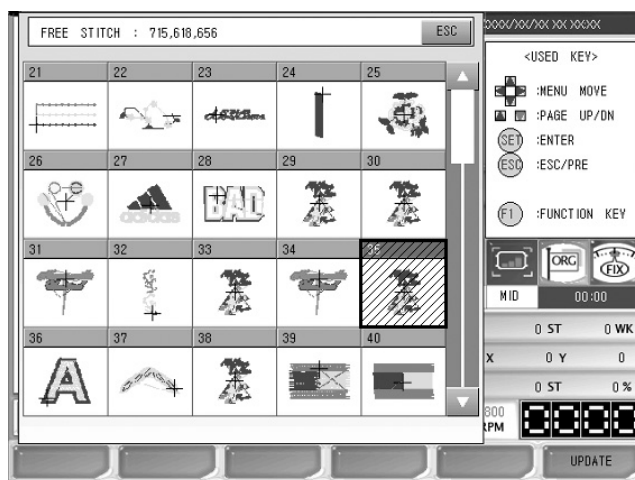 FREE STITCH : 715,618,656
ESC
21 22 23 24 25
26 27 28 29 30
adidas
BAD
31 32 33 34 35
36 37 38 39 40
A
<USED KEY>
:MENU MOVE
:PAGE UP/DN
SET :ENTER
ESC :ESC/PRE
F1 :FUNCTION KEY
ORG
FIX
MID 00:00
0 ST 0 WK
X 0 Y 0
0 ST 0 %
800
RPM
UPDATE